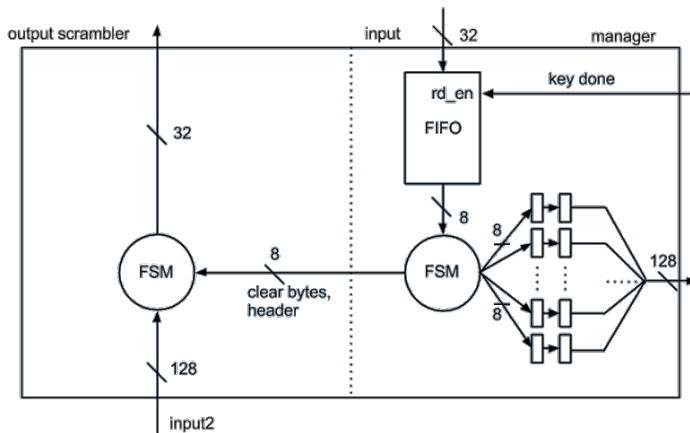 output scrambler
input
32
manager
rd_en
key done
FIFO
32
8
8
128
8
FSM
FSM
clear bytes,
header
8
128
input2